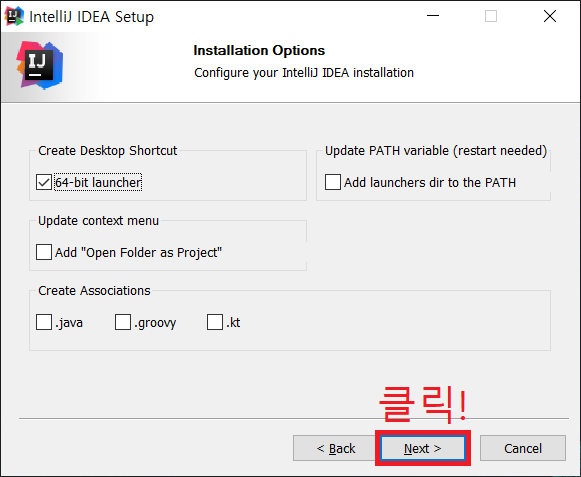 IntelliJ IDEA Setup
IJ
Installation Options
Configure your IntelliJ IDEA installation
Create Desktop Shortcut
64-bit launcher
Update PATH variable (restart needed)
Add launchers dir to the PATH
Update context menu
Add "Open Folder as Project"
Create Associations
.java .groovy .kt
클릭!
< Back Next > Cancel